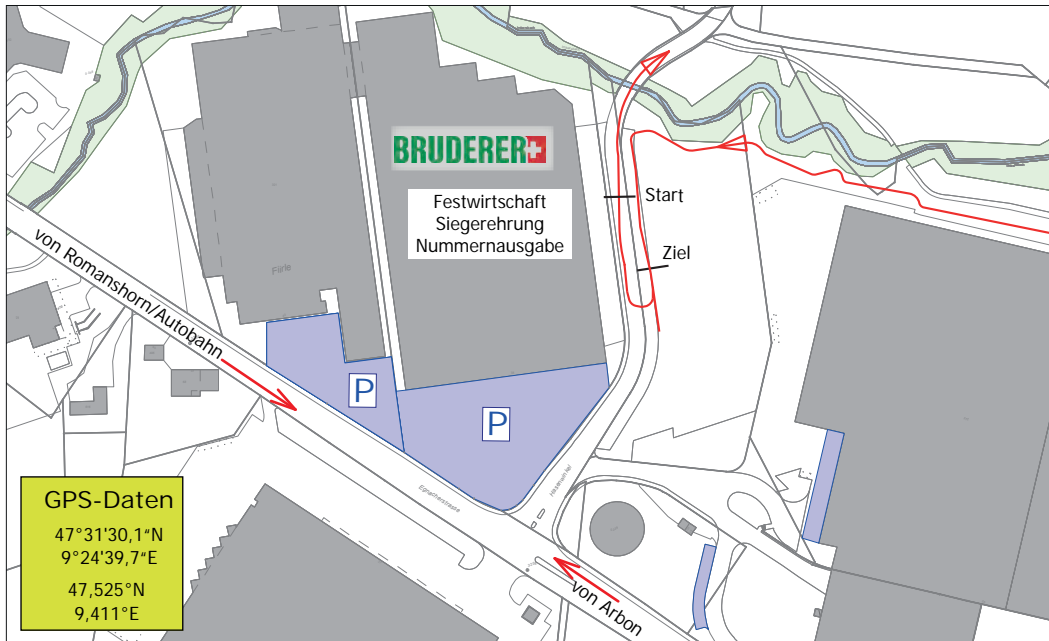 BRUDERER
Festwirtschaft
Siegerehrung
Nummernausgabe
Start
Ziel
von Romanshorn/Autobahn
P
P
Egnacherstrasse
von Arbon
GPS-Daten
47°31'30,1"N
9°24'39,7"E
47,525°N
9,411°E